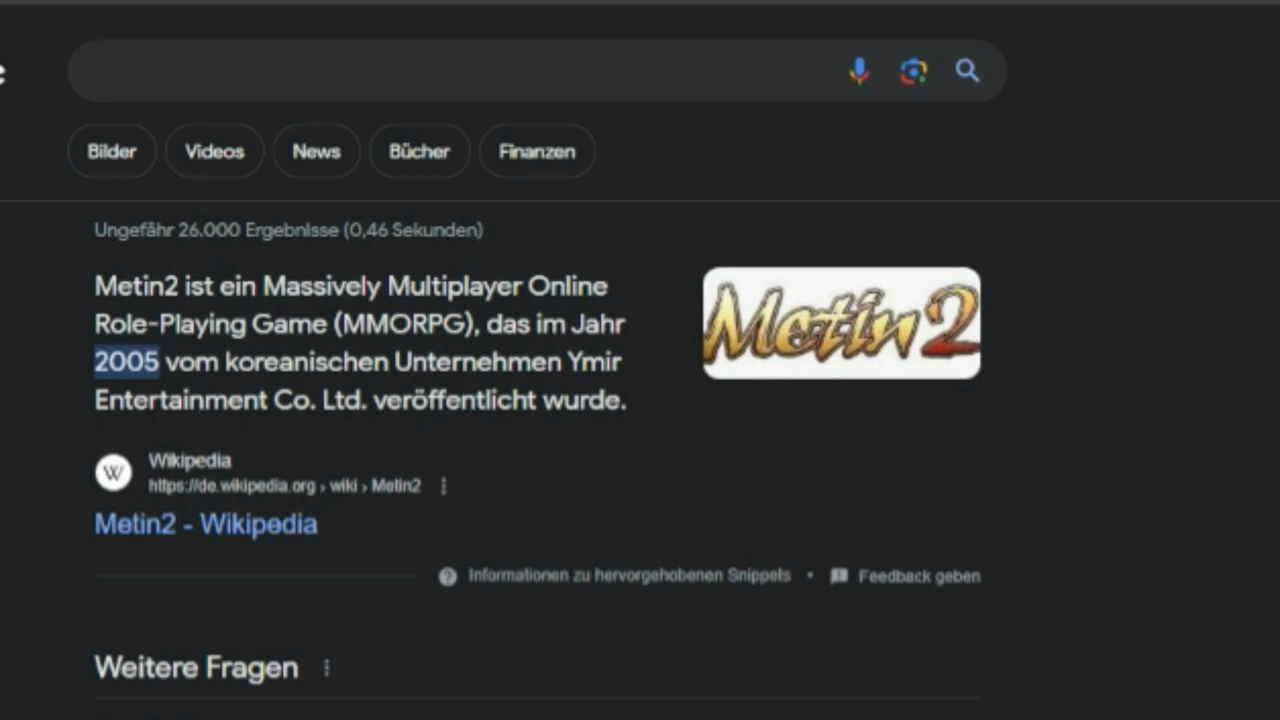 Bilder
Videos
News
Bücher
Finanzen
Ungefähr 26.000 Ergebnisse (0,46 Sekunden)
Metin2 ist ein Massively Multiplayer Online
Role-Playing Game (MMORPG), das im Jahr
2005 vom koreanischen Unternehmen Ymir
Entertainment Co. Ltd. veröffentlicht wurde.
Metin2
W
Wikipedia
https://de.wikipedia.org › wiki › Metin2
Metin2 - Wikipedia
Informationen zu hervorgehobenen Snippets • Feedback geben
Weitere Fragen